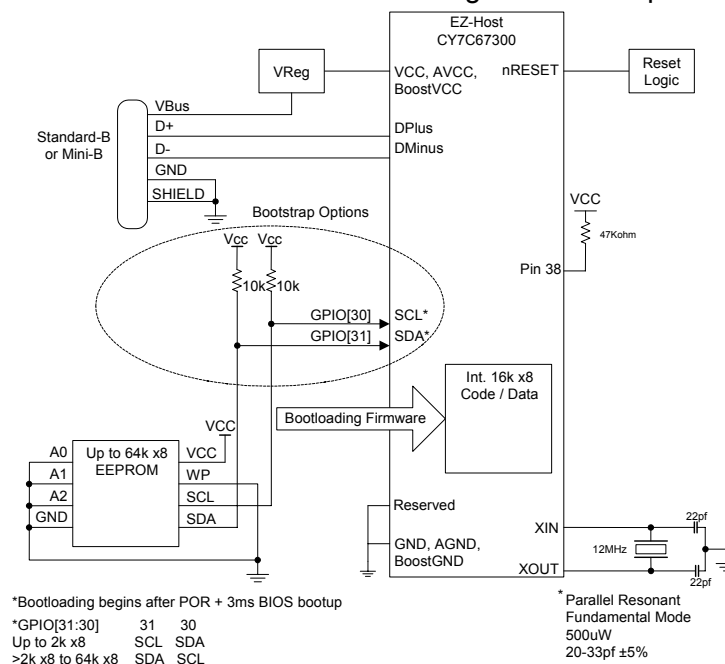 EZ-Host
CY7C67300
VReg
VCC, AVCC,
BoostVCC
nRESET
Reset
Logic
VBus
D+
Standard-B
or Mini-B
D-
DPlus
DMinus
GND
SHIELD
VCC
47Kohm
Pin 38
Bootstrap Options
Vcc Vcc
10k 10k
GPIO[30] SCL*
GPIO[31] SDA*
Int. 16k x8
Code / Data
Bootloading Firmware
VCC
Up to 64k x8
EEPROM
A0
A1
A2
GND
VCC
WP
SCL
SDA
Reserved
GND, AGND,
BoostGND
XIN
XOUT
22pf
12MHz
22pf
*Bootloading begins after POR + 3ms BIOS bootup
*GPIO[31:30] 31 30
Up to 2k x8 SCL SDA
>2k x8 to 64k x8 SDA SCL
* Parallel Resonant
Fundamental Mode
500uW
20-33pf ±5%